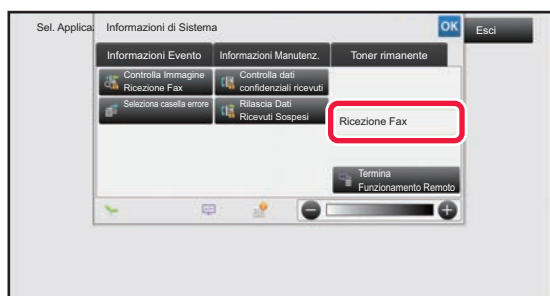 Sel. Applica
Informazioni di Sistema
OK
Esci
Informazioni Evento
Informazioni Manutenz.
Toner rimanente
Controlla Immagine
Ricezione Fax
Controlla dati
confidenziali ricevuti
Seleziona casella errore
Rilascia Dati
Ricevuti Sospesi
Ricezione Fax
Termina
Funzionamento Remoto